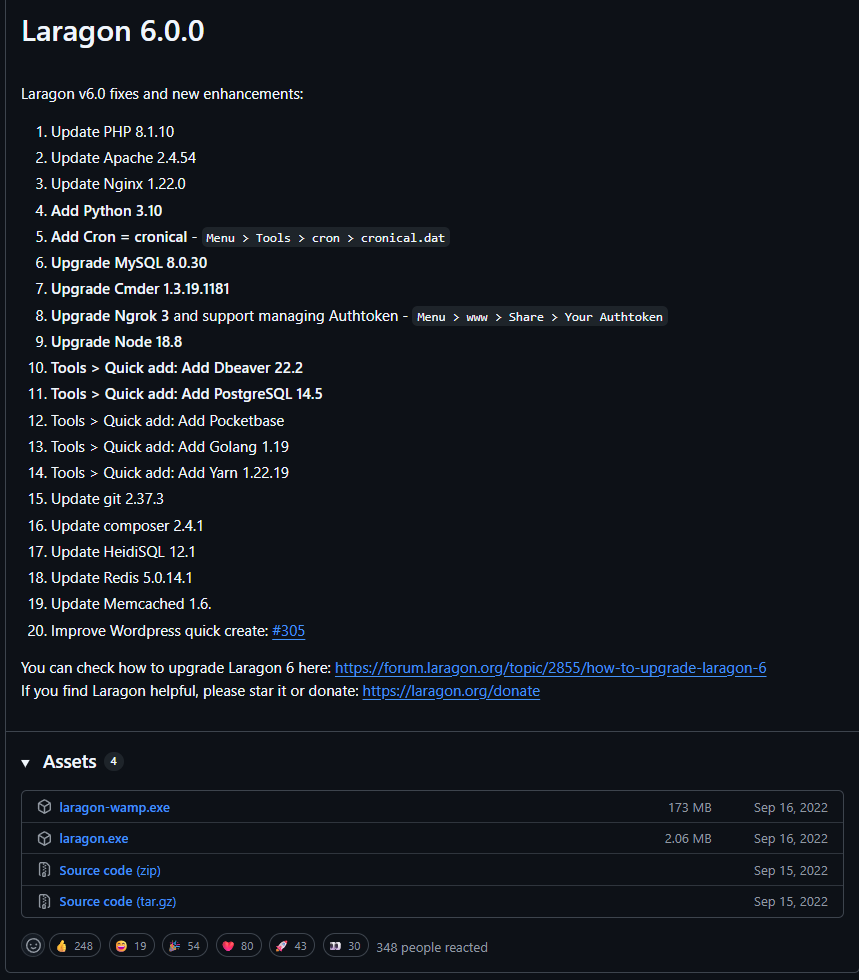 Laragon 6.0.0
Laragon v6.0 fixes and new enhancements:
1. Update PHP 8.1.10
2. Update Apache 2.4.54
3. Update Nginx 1.22.0
4. Add Python 3.10
5. Add Cron = cronical - Menu > Tools > cron > cronical.dat
6. Upgrade MySQL 8.0.30
7. Upgrade Cmder 1.3.19.1181
8. Upgrade Ngrok 3 and support managing Authtoken - Menu > www > Share > Your Authtoken
9. Upgrade Node 18.8
10. Tools > Quick add: Add Dbeaver 22.2
11. Tools > Quick add: Add PostgreSQL 14.5
12. Tools > Quick add: Add Pocketbase
13. Tools > Quick add: Add Golang 1.19
14. Tools > Quick add: Add Yarn 1.22.19
15. Update git 2.37.3
16. Update composer 2.4.1
17. Update HeidiSQL 12.1
18. Update Redis 5.0.14.1
19. Update Memcached 1.6.
20. Improve Wordpress quick create: #305
You can check how to upgrade Laragon 6 here: https://forum.laragon.org/topic/2855/how-to-upgrade-laragon-6
If you find Laragon helpful, please star it or donate: https://laragon.org/donate
Assets 4
laragon-wamp.exe 173 MB Sep 16, 2022
laragon.exe 2.06 MB Sep 16, 2022
Source code (zip) Sep 15, 2022
Source code (tar.gz) Sep 15, 2022
248 19 54 80 43 30 348 people reacted